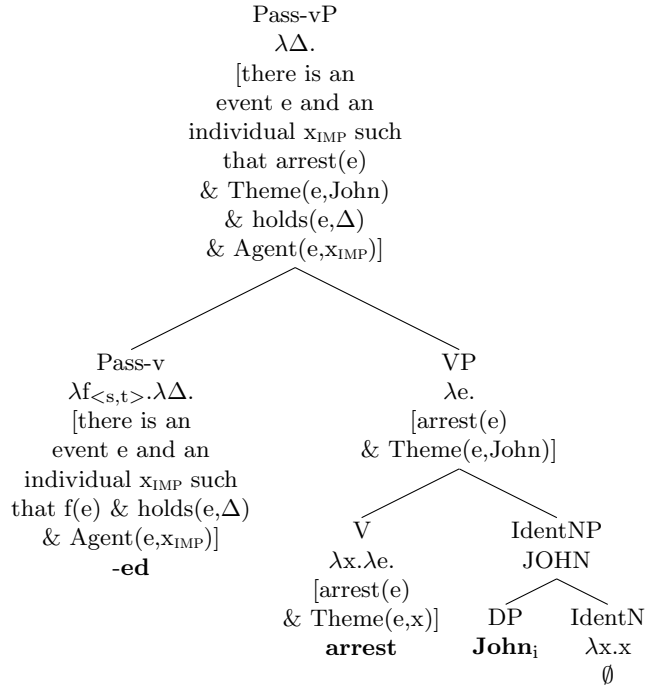 Pass-vP
λΔ.
[there is an
event e and an
individual x_IMP such
that arrest(e)
& Theme(e,John)
& holds(e,Δ)
& Agent(e,x_IMP)]
Pass-v
λf_<s,t>.λΔ.
[there is an
event e and an
individual x_IMP such
that f(e) & holds(e,Δ)
& Agent(e,x_IMP)]
-ed
VP
λe.
[arrest(e)
& Theme(e,John)]
V
λx.λe.
[arrest(e)
& Theme(e,x)]
arrest
IdentNP
JOHN
DP
John_i
IdentN
λx.x
∅